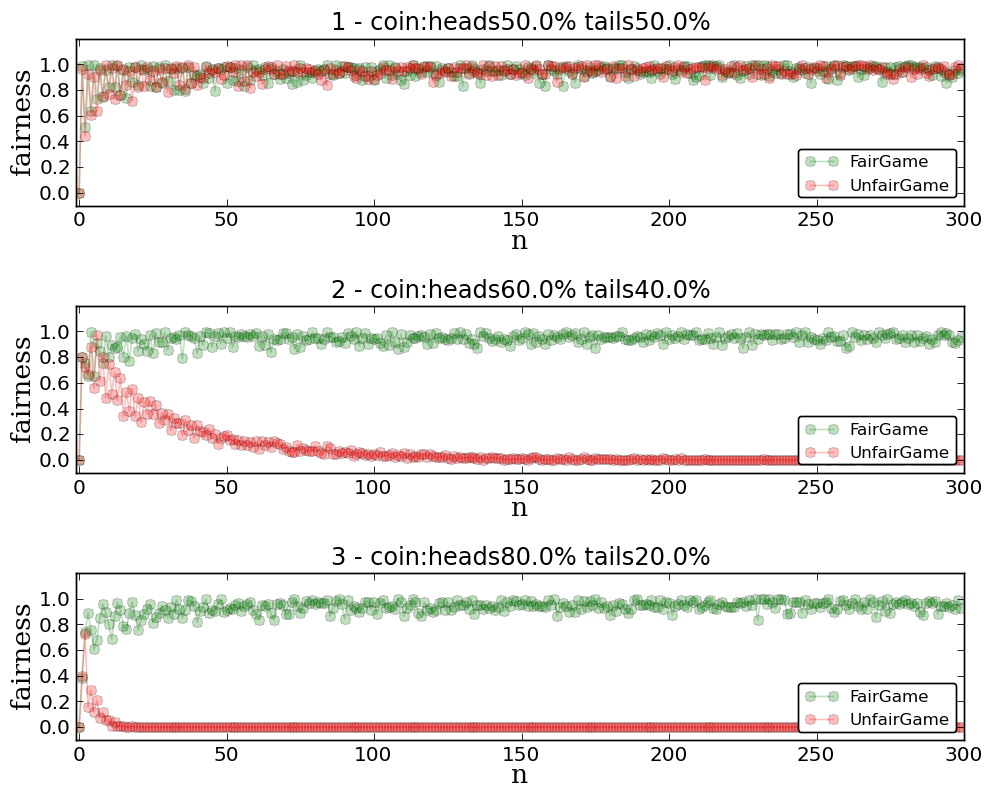 1 - coin:heads50.0% tails50.0%
fairness
1.0
0.8
0.6
0.4
0.2
0.0
FairGame
UnfairGame
0 50 100 150 200 250 300
n
2 - coin:heads60.0% tails40.0%
fairness
1.0
0.8
0.6
0.4
0.2
0.0
FairGame
UnfairGame
0 50 100 150 200 250 300
n
3 - coin:heads80.0% tails20.0%
fairness
1.0
0.8
0.6
0.4
0.2
0.0
FairGame
UnfairGame
0 50 100 150 200 250 300
n